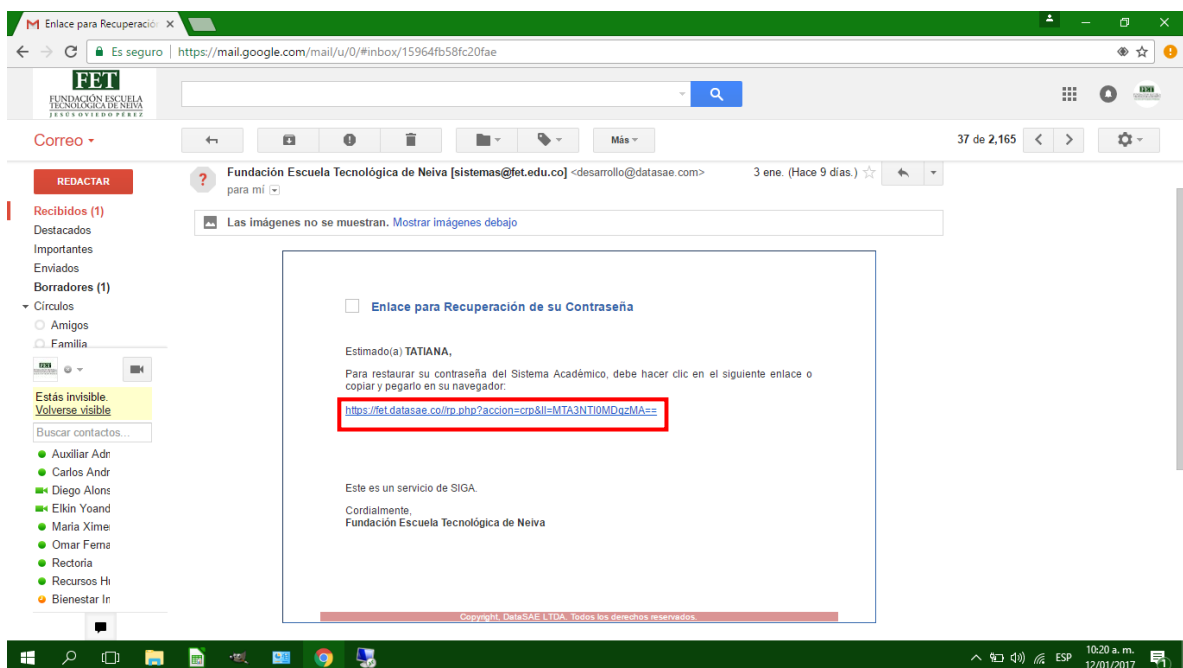 Enlace para Recuperació
Es seguro https://mail.google.com/mail/u/0/#inbox/15964fb58fc20fae
FET
FUNDACIÓN ESCUELA
TECNOLÓGICA DE NEIVA
JESÚS OVIEDO PÉREZ
Correo
Más
37 de 2,165
REDACTAR
Recibidos (1)
Destacados
Importantes
Enviados
Borradores (1)
Círculos
Amigos
Familia
Estás invisible.
Volverse visible
Buscar contactos...
Auxiliar Adn
Carlos Andr
Diego Alons
Elkin Yoand
Maria Xime
Omar Ferna
Rectoria
Recursos Hu
Bienestar In
Fundación Escuela Tecnológica de Neiva [sistemas@fet.edu.co] <desarrollo@datasae.com>
3 ene. (Hace 9 días.)
para mí
Las imágenes no se muestran. Mostrar imágenes debajo
Enlace para Recuperación de su Contraseña
Estimado(a) TATIANA,
Para restaurar su contraseña del Sistema Académico, debe hacer clic en el siguiente enlace o
copiar y pegarlo en su navegador:
https://fet.datasae.co//rp.php?accion=crp&ll=MTA3NTI0MDgzMA==
Este es un servicio de SIGA.
Cordialmente,
Fundación Escuela Tecnológica de Neiva
Copyright, DataSAE LTDA. Todos los derechos reservados.
ESP
10:20 a. m.
12/01/2017